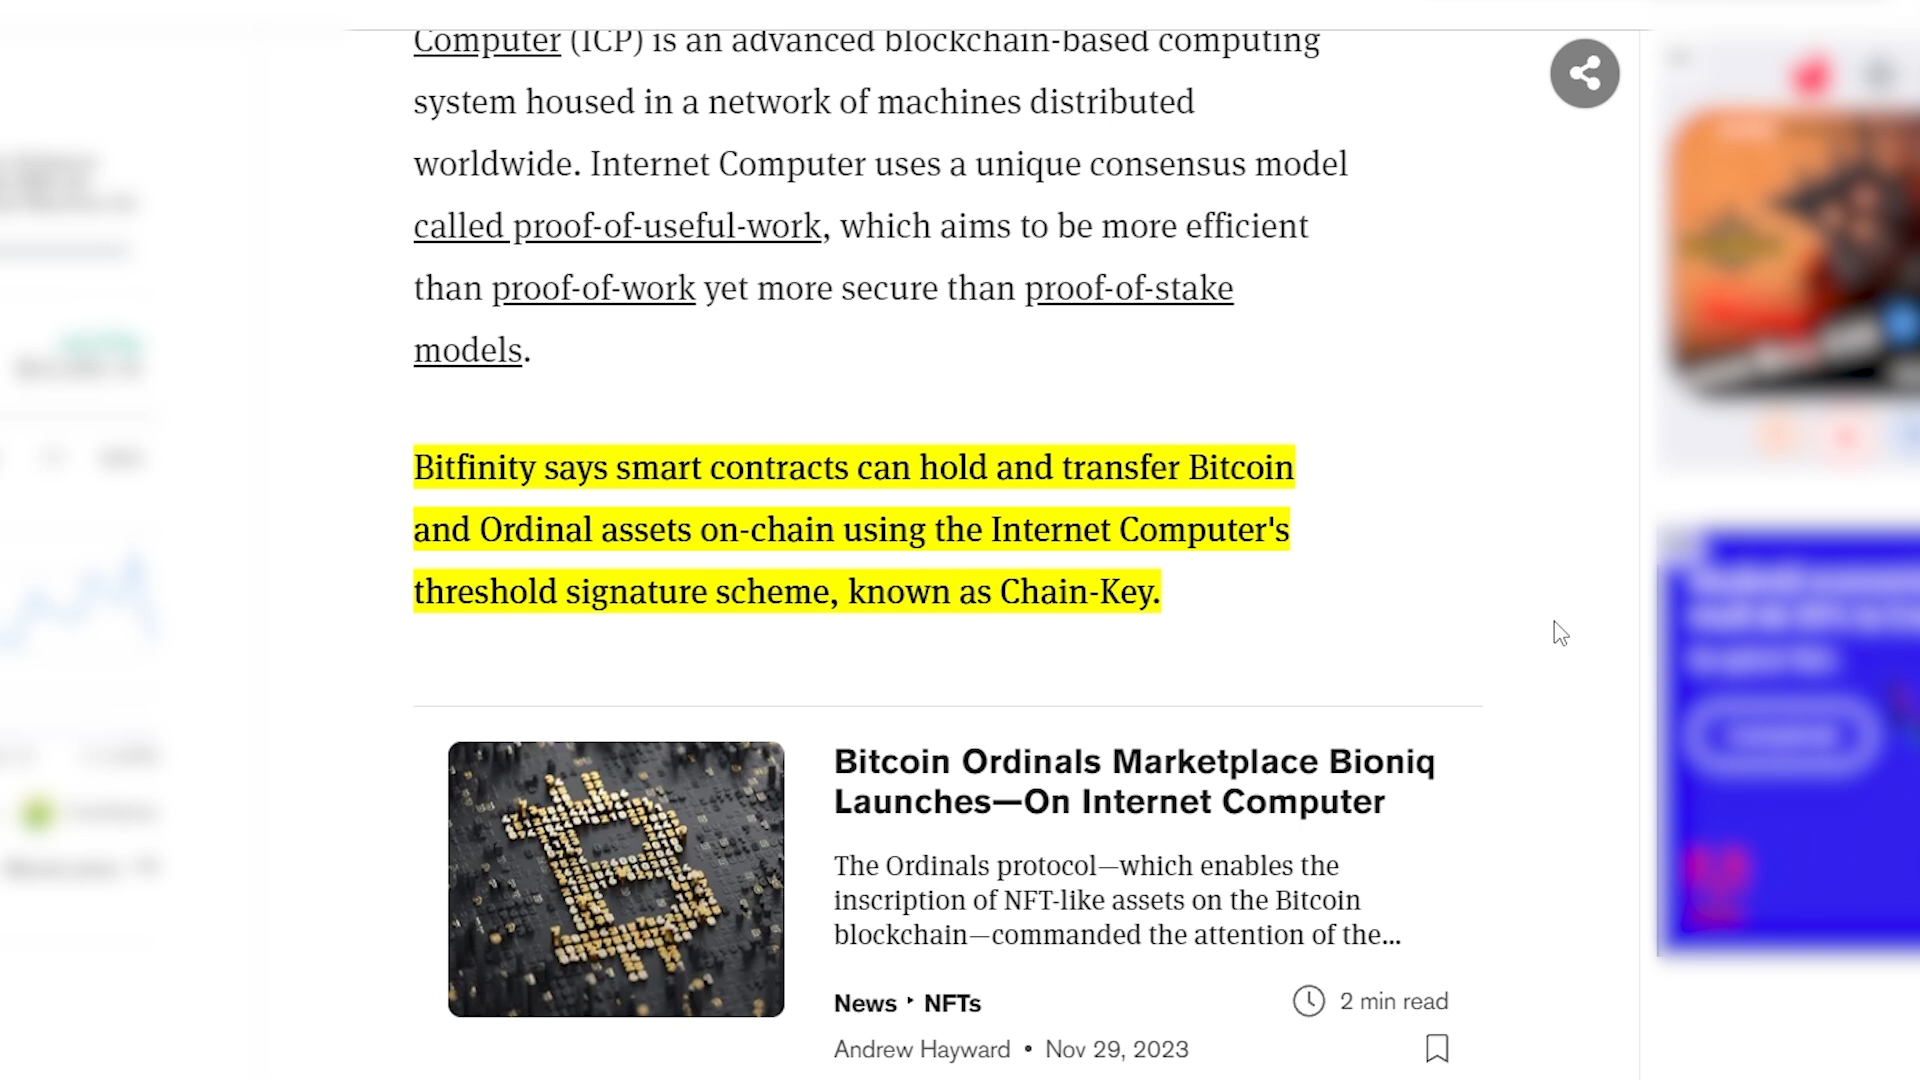 Computer (ICP) is an advanced blockchain-based computing
system housed in a network of machines distributed
worldwide. Internet Computer uses a unique consensus model
called proof-of-useful-work, which aims to be more efficient
than proof-of-work yet more secure than proof-of-stake
models.
Bitfinity says smart contracts can hold and transfer Bitcoin
and Ordinal assets on-chain using the Internet Computer's
threshold signature scheme, known as Chain-Key.
Bitcoin Ordinals Marketplace Bioniq
Launches—On Internet Computer
The Ordinals protocol—which enables the
inscription of NFT-like assets on the Bitcoin
blockchain—commanded the attention of the...
News ‣ NFTs
2 min read
Andrew Hayward • Nov 29, 2023